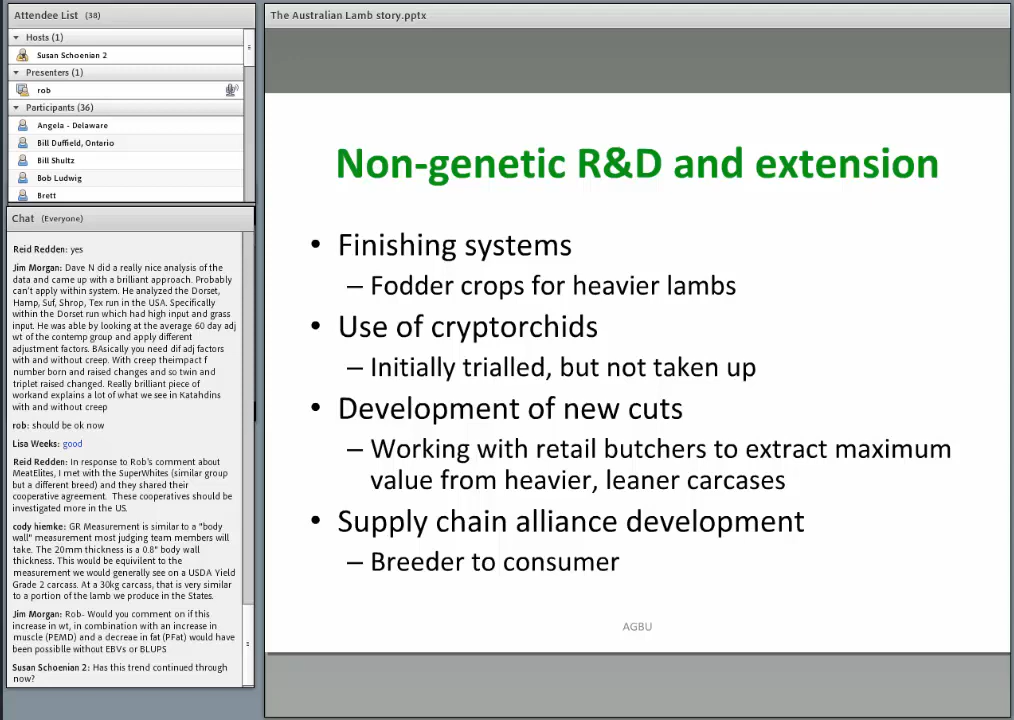 Attendee List (38)
Hosts (1)
Susan Schoenian 2
Presenters (1)
rob
Participants (36)
Angela - Delaware
Bill Duffield, Ontario
Bill Shultz
Bob Ludwig
Brett
Chat (Everyone)
Reid Redden: yes
Jim Morgan: Dave N did a really nice analysis of the
data and came up with a brilliant approach. Probably
can't apply within system. He analyzed the Dorset,
Hamp, Suf, Shrop, Tex run in the USA. Specifically
within the Dorset run which had high input and grass
input. He was able by looking at the average 60 day adj
wt of the contemp group and apply different
adjustment factors. BAsically you need dif adj factors
with and without creep. With creep theimpact f
number born and raised changes and so twin and
triplet raised changed. Really brilliant piece of
workand explains a lot of what we see in Katahdins
with and without creep
rob: should be ok now
Lisa Weeks: good
Reid Redden: In response to Rob's comment about
MeatElites, I met with the SuperWhites (similar group
but a different breed) and they shared their
cooperative agreement. These cooperatives should be
investigated more in the US.
cody hiemke: GR Measurement is similar to a "body
wall" measurement most judging team members will
take. The 20mm thickness is a 0.8" body wall
thickness. This would be equivilent to the
measurement we would generally see on a USDA Yield
Grade 2 carcass. At a 30kg carcass, that is very similar
to a portion of the lamb we produce in the States.
Jim Morgan: Rob- Would you comment on if this
increase in wt, in combination with an increase in
muscle (PEMD) and a decreae in fat (PFat) would have
been possiblle without EBVs or BLUPS
Susan Schoenian 2: Has this trend continued through
now?
The Australian Lamb story.pptx
Non-genetic R&D and extension
• Finishing systems
– Fodder crops for heavier lambs
• Use of cryptorchids
– Initially trialled, but not taken up
• Development of new cuts
– Working with retail butchers to extract maximum
value from heavier, leaner carcases
• Supply chain alliance development
– Breeder to consumer
AGBU